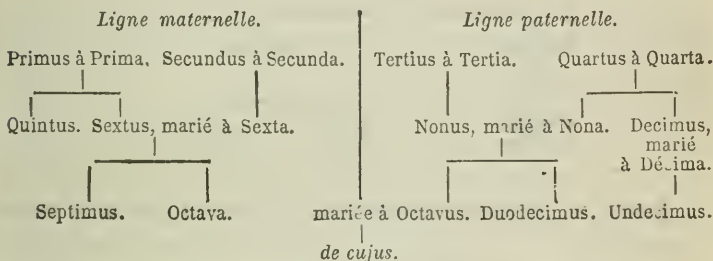 Ligne maternelle. Ligne paternelle.
Primus à Prima. Secundus à Secunda. Tertius à Tertia. Quartus à Quarta.
Quintus. Sextus, marié à Sexta. Nonus, marié à Nona. Decimus,
marié
à Décima.
Septimus. Octava. mariée à Octavus. Duodecimus. Undecimus.
de cujus.